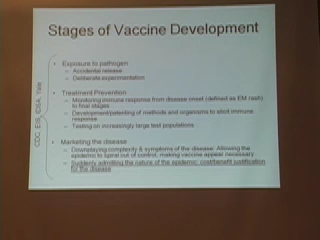 Stages of Vaccine Development
• Exposure to pathogen
– Accidental release
– Deliberate experimentation
• Treatment Prevention
– Monitoring immune response from disease onset (defined as EM rash)
to final stages
– Development/patenting of methods and organisms to elicit immune
response
– Testing on increasingly large test populations
• Marketing the disease
– Downplaying complexity & symptoms of the disease: Allowing the
epidemic to spiral out of control, making vaccine appear necessary
– Suddenly admitting the nature of the epidemic: cost/benefit justification
for the disease
CDC, EIS, IDSA, Yale